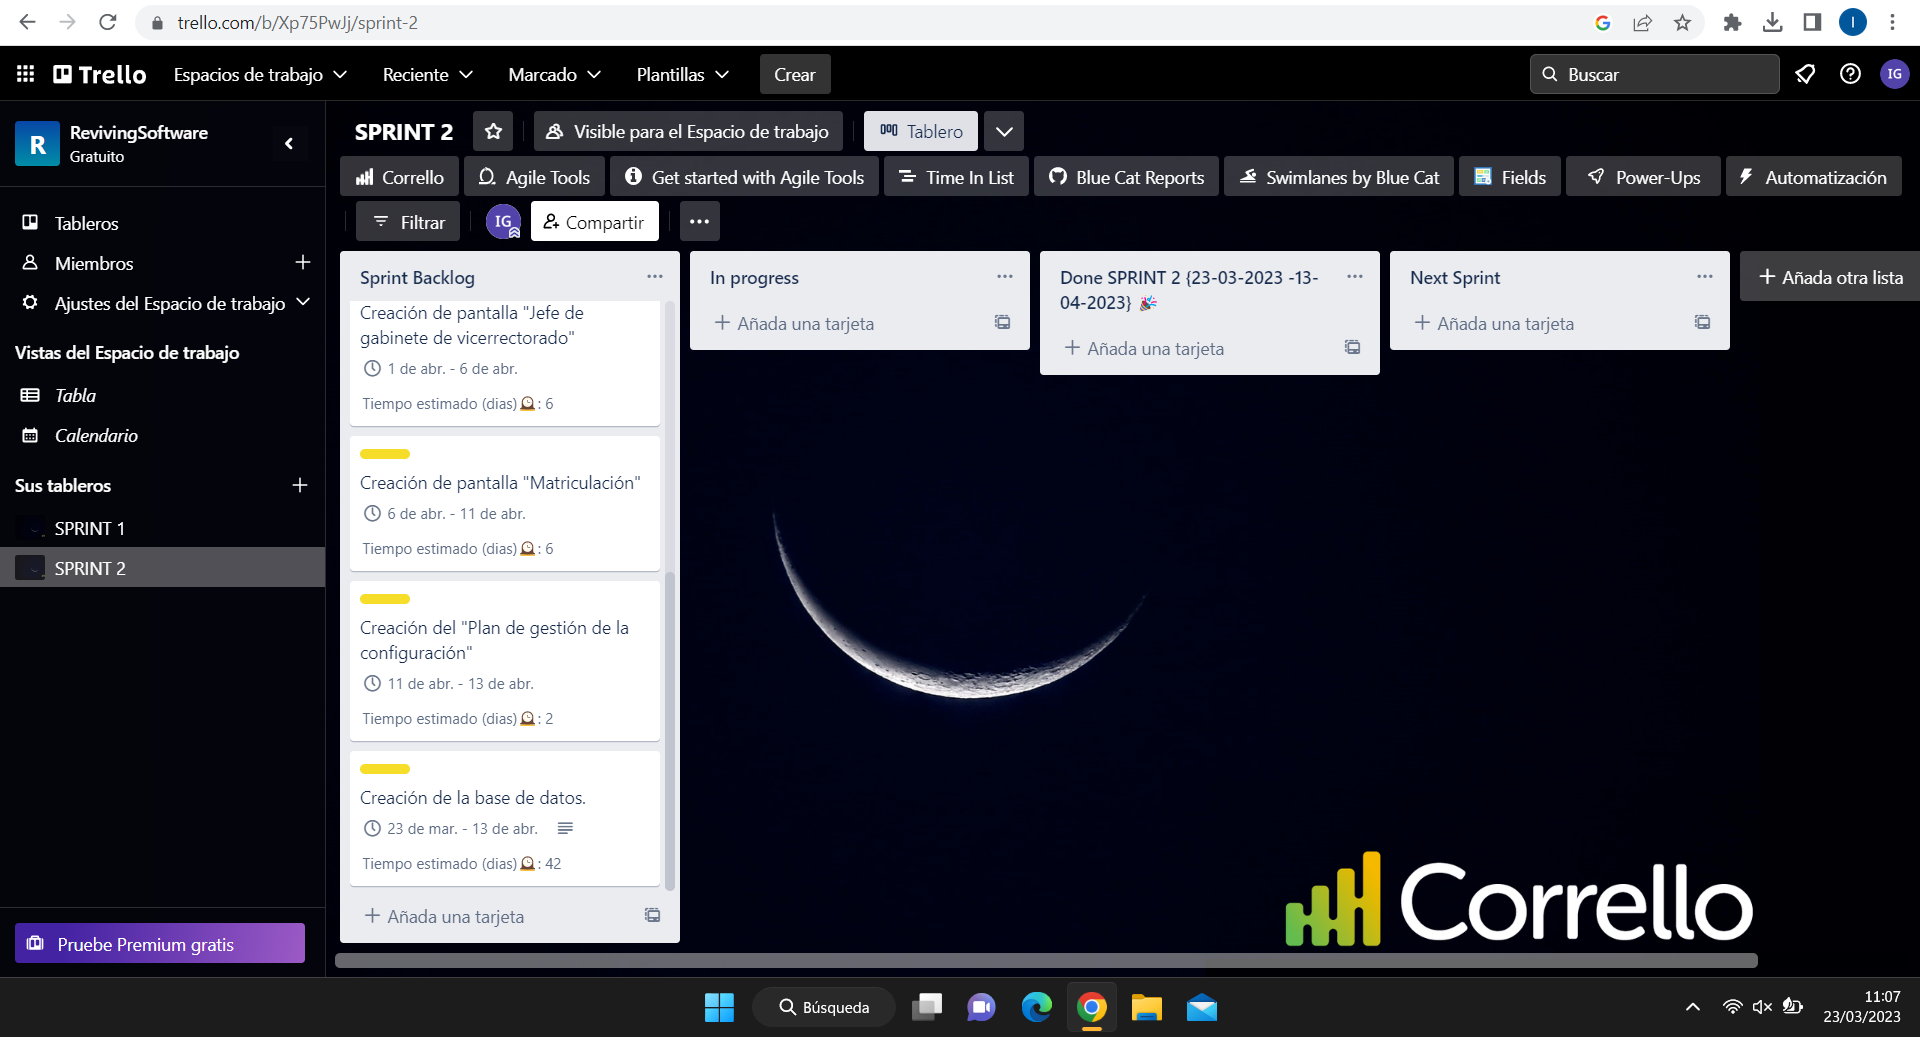 trello.com/b/Xp75PwJj/sprint-2
I
Trello
Espacios de trabajo
Reciente
Marcado
Plantillas
Crear
Buscar
IG
R
RevivingSoftware
Gratuito
SPRINT 2
Visible para el Espacio de trabajo
Tablero
Corrello
Agile Tools
Get started with Agile Tools
Time In List
Blue Cat Reports
Swimlanes by Blue Cat
Fields
Power-Ups
Automatización
Filtrar
IG
Compartir
Tableros
Miembros
Ajustes del Espacio de trabajo
Vistas del Espacio de trabajo
Tabla
Calendario
Sus tableros
SPRINT 1
SPRINT 2
Pruebe Premium gratis
Sprint Backlog
Creación de pantalla "Jefe de
gabinete de vicerrectorado"
1 de abr. - 6 de abr.
Tiempo estimado (dias) : 6
Creación de pantalla "Matriculación"
6 de abr. - 11 de abr.
Tiempo estimado (dias) : 6
Creación del "Plan de gestión de la
configuración"
11 de abr. - 13 de abr.
Tiempo estimado (dias) : 2
Creación de la base de datos.
23 de mar. - 13 de abr.
Tiempo estimado (dias) : 42
Añada una tarjeta
In progress
Añada una tarjeta
Done SPRINT 2 {23-03-2023 -13-
04-2023} 🎉
Añada una tarjeta
Next Sprint
Añada una tarjeta
Añada otra lista
Corrello
Búsqueda
11:07
23/03/2023